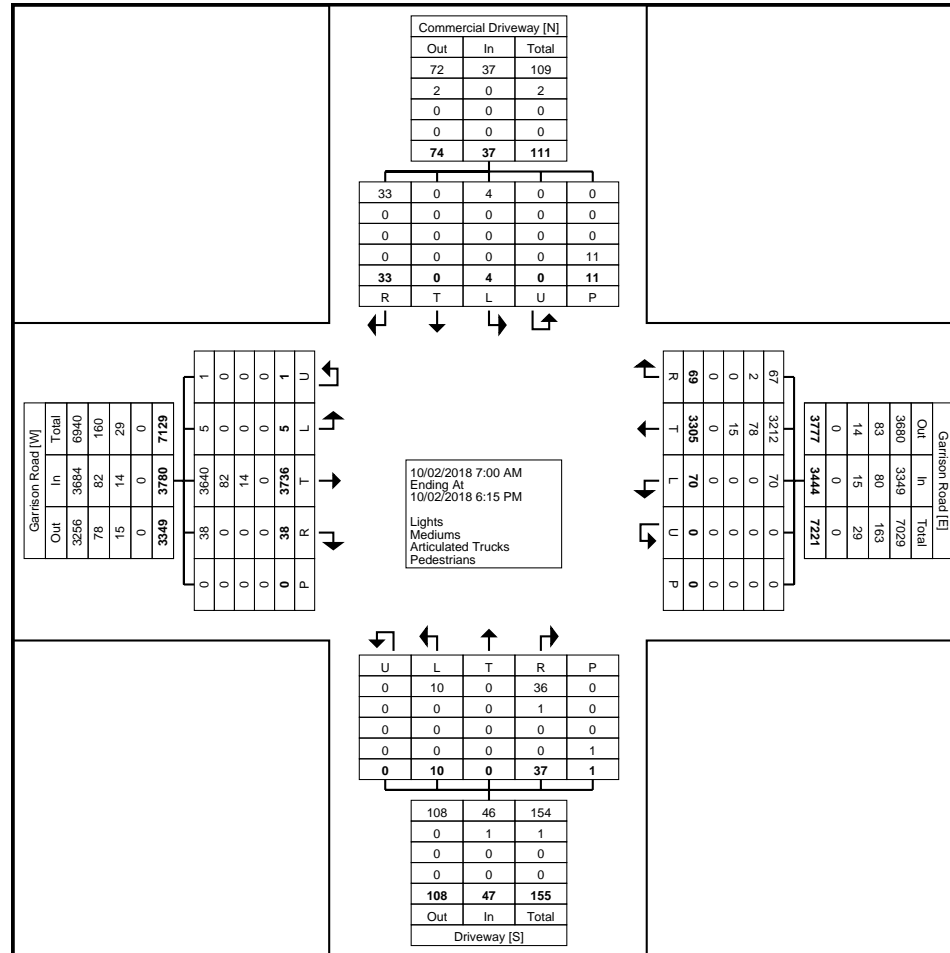 Commercial Driveway [N]
Out In Total
72 37 109
2 0 2
0 0 0
0 0 0
74 37 111
33 0 4 0 0
0 0 0 0 0
0 0 0 0 0
0 0 0 0 11
33 0 4 0 11
R T L U P
Garrison Road [W]
Total 6940 160 29 0 7129
In 3684 82 14 0 3780
Out 3256 78 15 0 3349
1 0 0 0 1 U
5 0 0 0 5 L
3640 82 14 0 3736 T
38 0 0 0 38 R
0 0 0 0 0 P
10/02/2018 7:00 AM
Ending At
10/02/2018 6:15 PM
Lights
Mediums
Articulated Trucks
Pedestrians
R 69 0 0 2 67
T 3305 0 15 78 3212
L 70 0 0 0 70
U 0 0 0 0 0
P 0 0 0 0 0
3777 0 14 83 3680 Out
3444 0 15 80 3349 In
7221 0 29 163 7029 Total
Garrison Road [E]
U L T R P
0 10 0 36 0
0 0 0 1 0
0 0 0 0 0
0 0 0 0 1
0 10 0 37 1
108 46 154
0 1 1
0 0 0
0 0 0
108 47 155
Out In Total
Driveway [S]